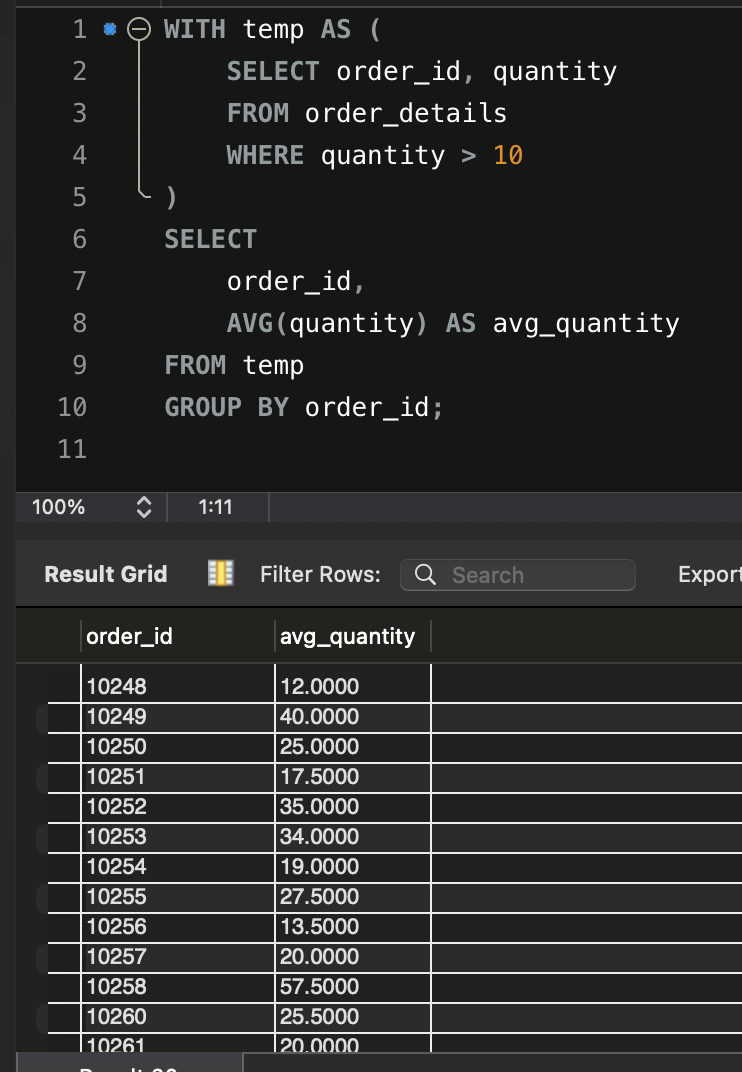 1 WITH temp AS (
2 SELECT order_id, quantity
3 FROM order_details
4 WHERE quantity > 10
5 )
6 SELECT
7 order_id,
8 AVG(quantity) AS avg_quantity
9 FROM temp
10 GROUP BY order_id;
11
100% 1:11
Result Grid Filter Rows: Search Export
order_id avg_quantity
10248 12.0000
10249 40.0000
10250 25.0000
10251 17.5000
10252 35.0000
10253 34.0000
10254 19.0000
10255 27.5000
10256 13.5000
10257 20.0000
10258 57.5000
10260 25.5000
10261 20.0000
Result